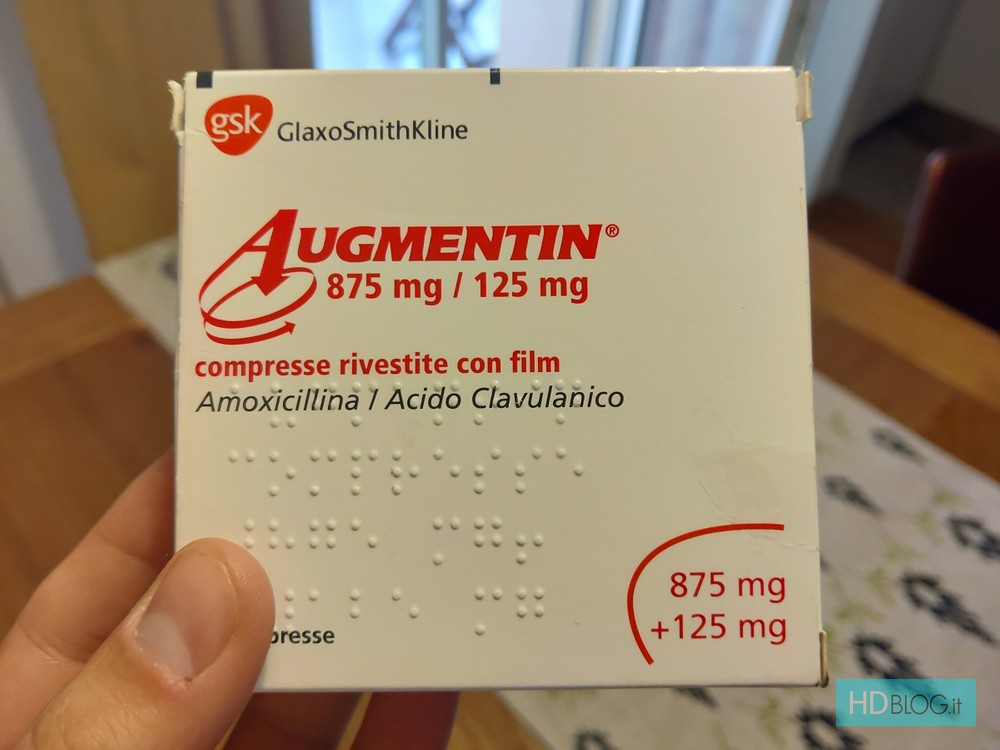 gsk GlaxoSmithKline
AUGMENTIN®
875 mg / 125 mg
compresse rivestite con film
Amoxicillina / Acido Clavulanico
875 mg
+125 mg
HDBLOG.it